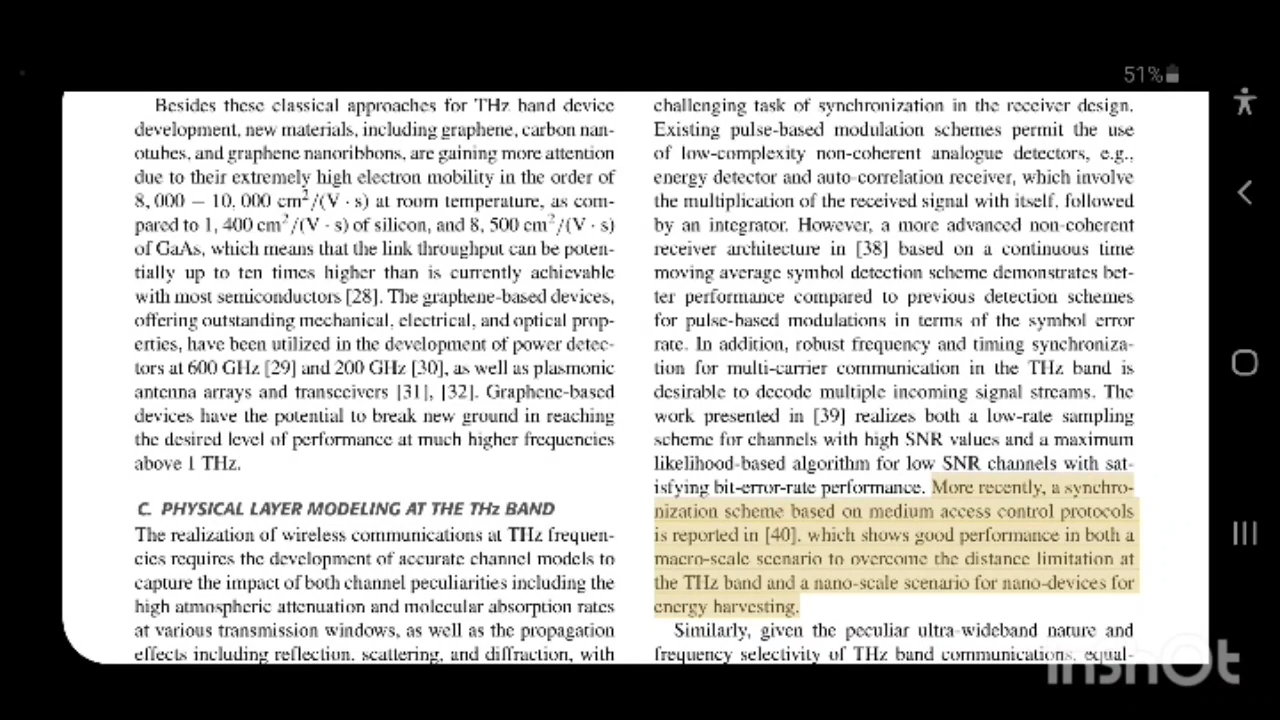 51%
Besides these classical approaches for THz band device
development, new materials, including graphene, carbon nan-
otubes, and graphene nanoribbons, are gaining more attention
due to their extremely high electron mobility in the order of
8, 000 − 10, 000 cm²/(V · s) at room temperature, as com-
pared to 1, 400 cm²/(V · s) of silicon, and 8, 500 cm²/(V · s)
of GaAs, which means that the link throughput can be poten-
tially up to ten times higher than is currently achievable
with most semiconductors [28]. The graphene-based devices,
offering outstanding mechanical, electrical, and optical prop-
erties, have been utilized in the development of power detec-
tors at 600 GHz [29] and 200 GHz [30], as well as plasmonic
antenna arrays and transceivers [31], [32]. Graphene-based
devices have the potential to break new ground in reaching
the desired level of performance at much higher frequencies
above 1 THz.
C. PHYSICAL LAYER MODELING AT THE THz BAND
The realization of wireless communications at THz frequen-
cies requires the development of accurate channel models to
capture the impact of both channel peculiarities including the
high atmospheric attenuation and molecular absorption rates
at various transmission windows, as well as the propagation
effects including reflection, scattering, and diffraction, with
challenging task of synchronization in the receiver design.
Existing pulse-based modulation schemes permit the use
of low-complexity non-coherent analogue detectors, e.g.,
energy detector and auto-correlation receiver, which involve
the multiplication of the received signal with itself, followed
by an integrator. However, a more advanced non-coherent
receiver architecture in [38] based on a continuous time
moving average symbol detection scheme demonstrates bet-
ter performance compared to previous detection schemes
for pulse-based modulations in terms of the symbol error
rate. In addition, robust frequency and timing synchroniza-
tion for multi-carrier communication in the THz band is
desirable to decode multiple incoming signal streams. The
work presented in [39] realizes both a low-rate sampling
scheme for channels with high SNR values and a maximum
likelihood-based algorithm for low SNR channels with sat-
isfying bit-error-rate performance. More recently, a synchro-
nization scheme based on medium access control protocols
is reported in [40], which shows good performance in both a
macro-scale scenario to overcome the distance limitation at
the THz band and a nano-scale scenario for nano-devices for
energy harvesting.
Similarly, given the peculiar ultra-wideband nature and
frequency selectivity of THz band communications, equal-
InShOt